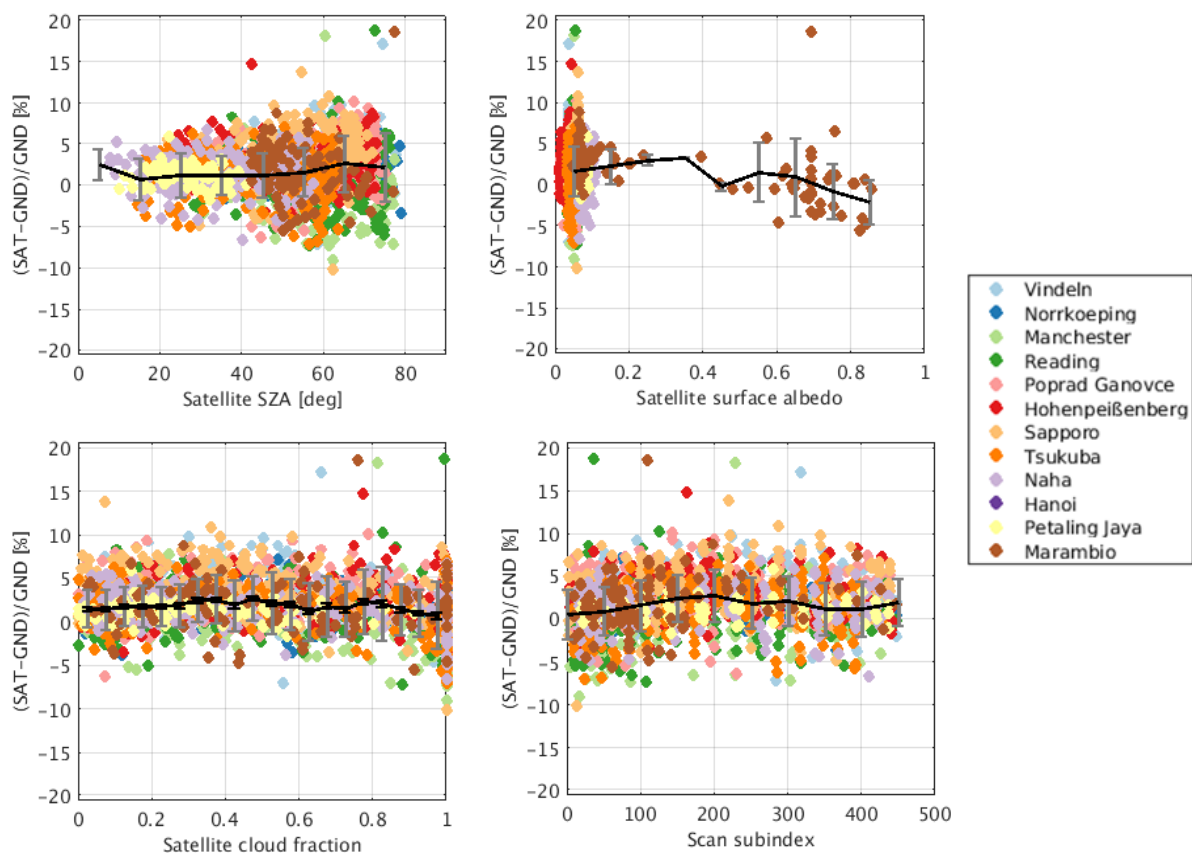 20
15
10
5
0
−5
−10
−15
−20
(SAT−GND)/ GND [%]
0
20
40
60
80
Satellite SZA [deg]
20
15
10
5
0
−5
−10
−15
−20
(SAT−GND)/ GND [%]
0
0.2
0.4
0.6
0.8
1
Satellite surface albedo
20
15
10
5
0
−5
−10
−15
−20
(SAT−GND)/ GND [%]
0
0.2
0.4
0.6
0.8
1
Satellite cloud fraction
20
15
10
5
0
−5
−10
−15
−20
(SAT−GND)/ GND [%]
0
100
200
300
400
500
Scan subindex
Vindeln
Norrkoeping
Manchester
Reading
Poprad Ganovce
Hohenpeißenberg
Sapporo
Tsukuba
Naha
Hanoi
Petaling Jaya
Marambio